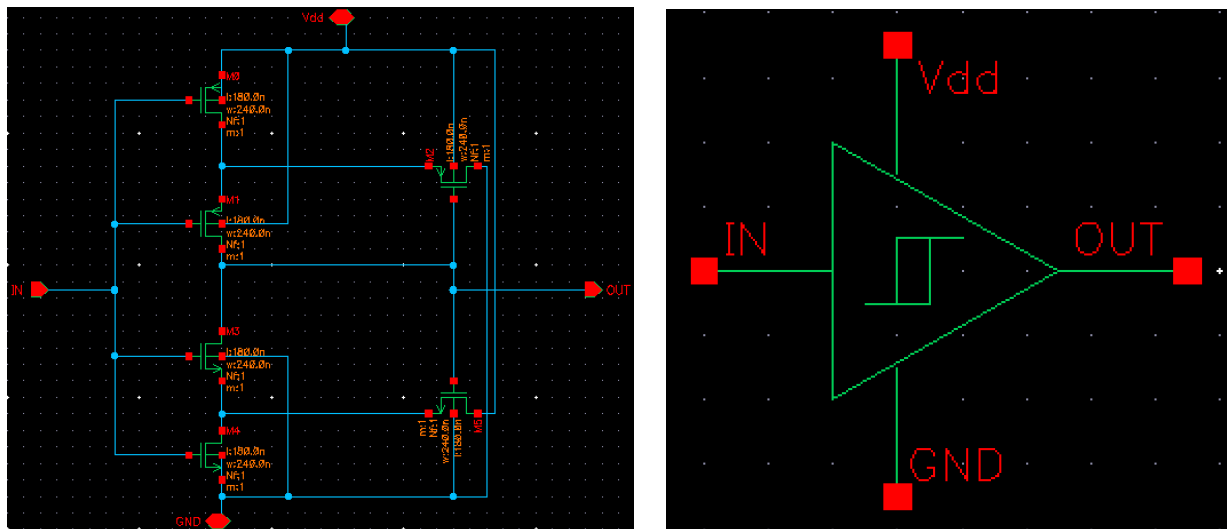 Vdd
M0
l:180.0n
w:240.0n
Nf:1
m:1
M2
l:180.0n
w:240.0n
Nf:1
m:1
M1
l:180.0n
w:240.0n
Nf:1
m:1
IN
OUT
M3
l:180.0n
w:240.0n
Nf:1
m:1
M4
l:180.0n
w:240.0n
Nf:1
m:1
m:1
Nf:1
w:240.0n
l:180.0n
M5
GND
Vdd
IN
OUT
GND